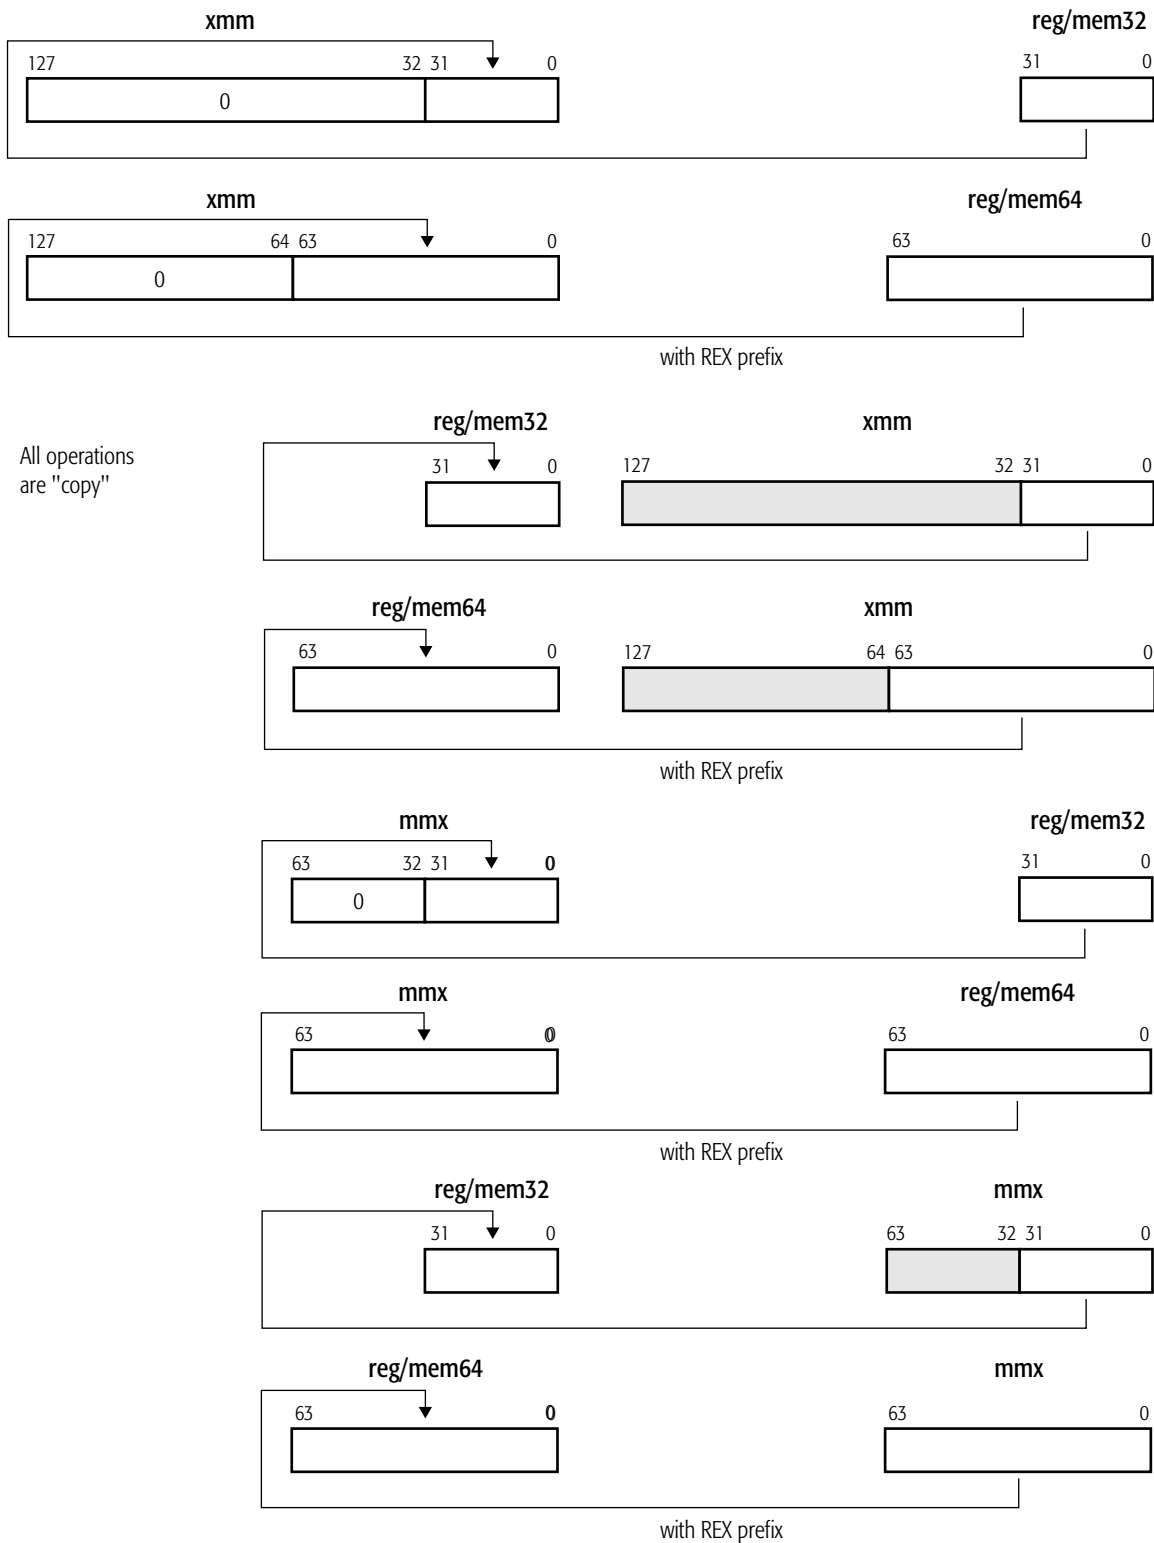 xmm reg/mem32
127 32 31 0 31 0
0
xmm reg/mem64
127 64 63 0 63 0
0
with REX prefix
reg/mem32 xmm
All operations
are "copy"
31 0 127 32 31 0
reg/mem64 xmm
63 0 127 64 63 0
with REX prefix
mmx reg/mem32
63 32 31 0 31 0
0
mmx reg/mem64
63 0 63 0
with REX prefix
reg/mem32 mmx
31 0 63 32 31 0
reg/mem64 mmx
63 0 63 0
with REX prefix